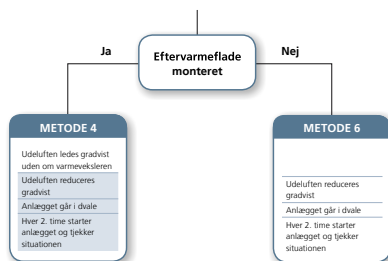 Ja
Eftervarmeflade
monteret
Nej
METODE 4
Udeluften ledes gradvist
uden om varmeveksleren
Udeluften reduceres
gradvist
Anlægget går i dvale
Hver 2. time starter
anlægget og tjekker
situationen
METODE 6
Udeluften reduceres
gradvist
Anlægget går i dvale
Hver 2. time starter
anlægget og tjekker
situationen